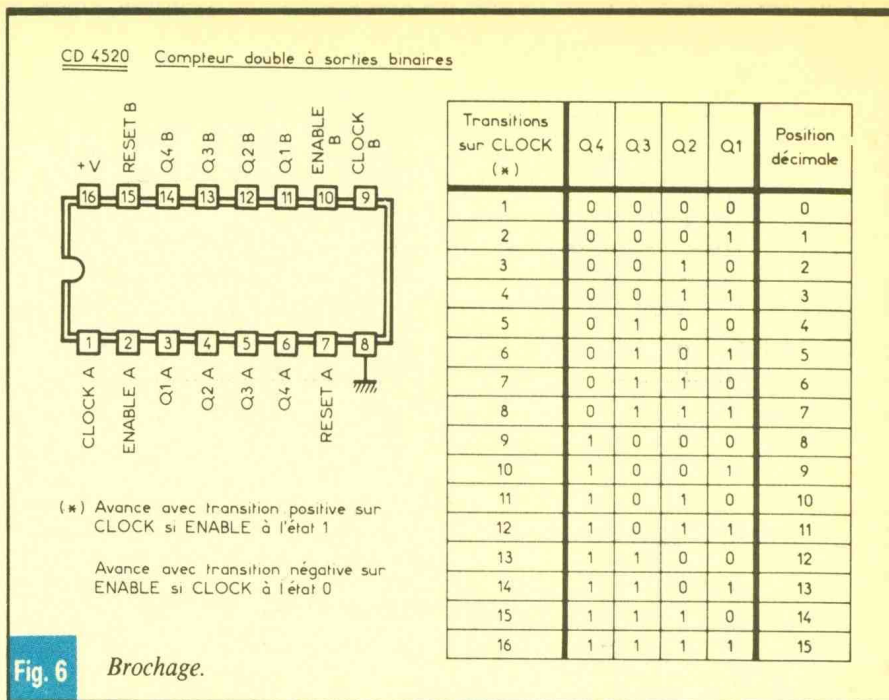 CD 4520 Compteur double à sorties binaires
+V
RESET B
Q4 B
Q3 B
Q2 B
Q1 B
ENABLE B
CLOCK B
16 15 14 13 12 11 10 9
1 2 3 4 5 6 7 8
CLOCK A
ENABLE A
Q1 A
Q2 A
Q3 A
Q4 A
RESET A
(*) Avance avec transition positive sur
CLOCK si ENABLE à l'état 1
Avance avec transition négative sur
ENABLE si CLOCK à l'état 0
Transitions
sur CLOCK
(*)
Q4 Q3 Q2 Q1
Position
décimale
1 0 0 0 0 0
2 0 0 0 1 1
3 0 0 1 0 2
4 0 0 1 1 3
5 0 1 0 0 4
6 0 1 0 1 5
7 0 1 1 0 6
8 0 1 1 1 7
9 1 0 0 0 8
10 1 0 0 1 9
11 1 0 1 0 10
12 1 0 1 1 11
13 1 1 0 0 12
14 1 1 0 1 13
15 1 1 1 0 14
16 1 1 1 1 15
Fig. 6 Brochage.